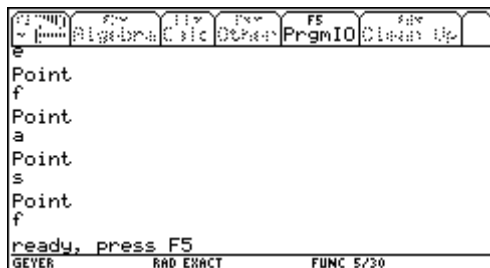 Algebra Calc Other F5 PrgmIO Clean Up
e
Point
f
Point
a
Point
s
Point
f
ready, press F5
GEYER RAD EXACT FUNC 5/30